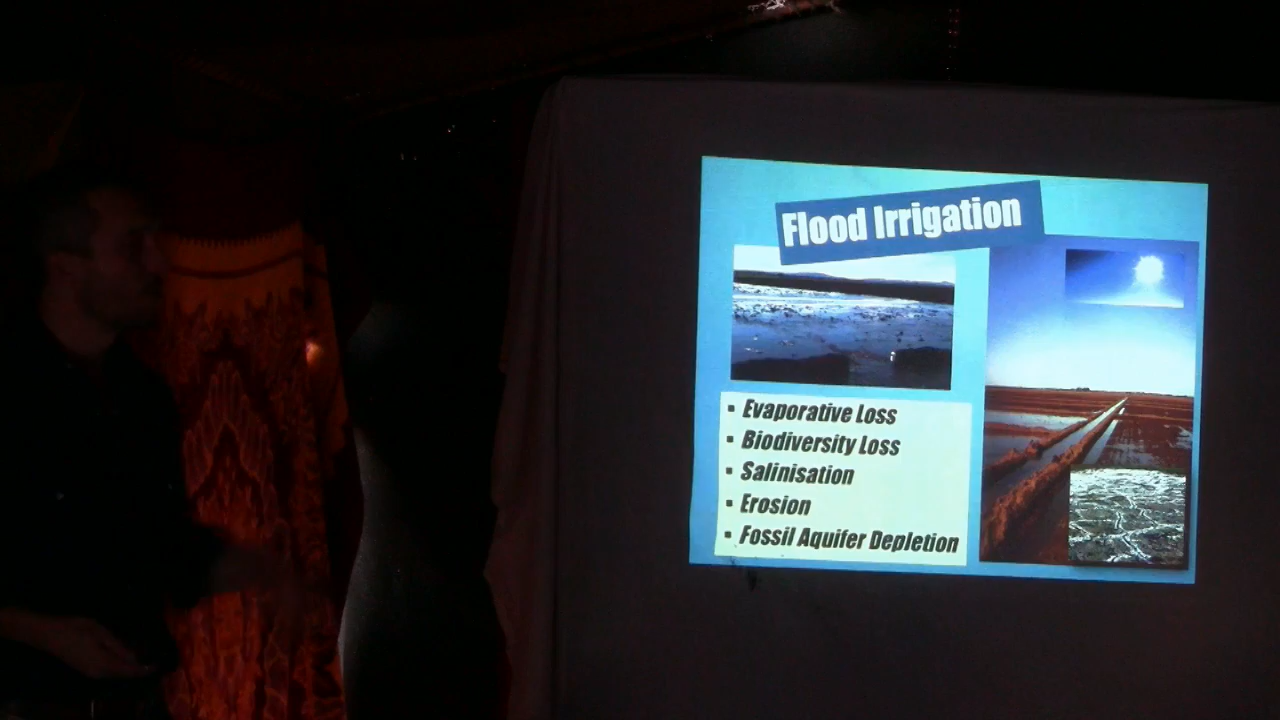 Flood Irrigation
▪ Evaporative Loss
▪ Biodiversity Loss
▪ Salinisation
▪ Erosion
▪ Fossil Aquifer Depletion